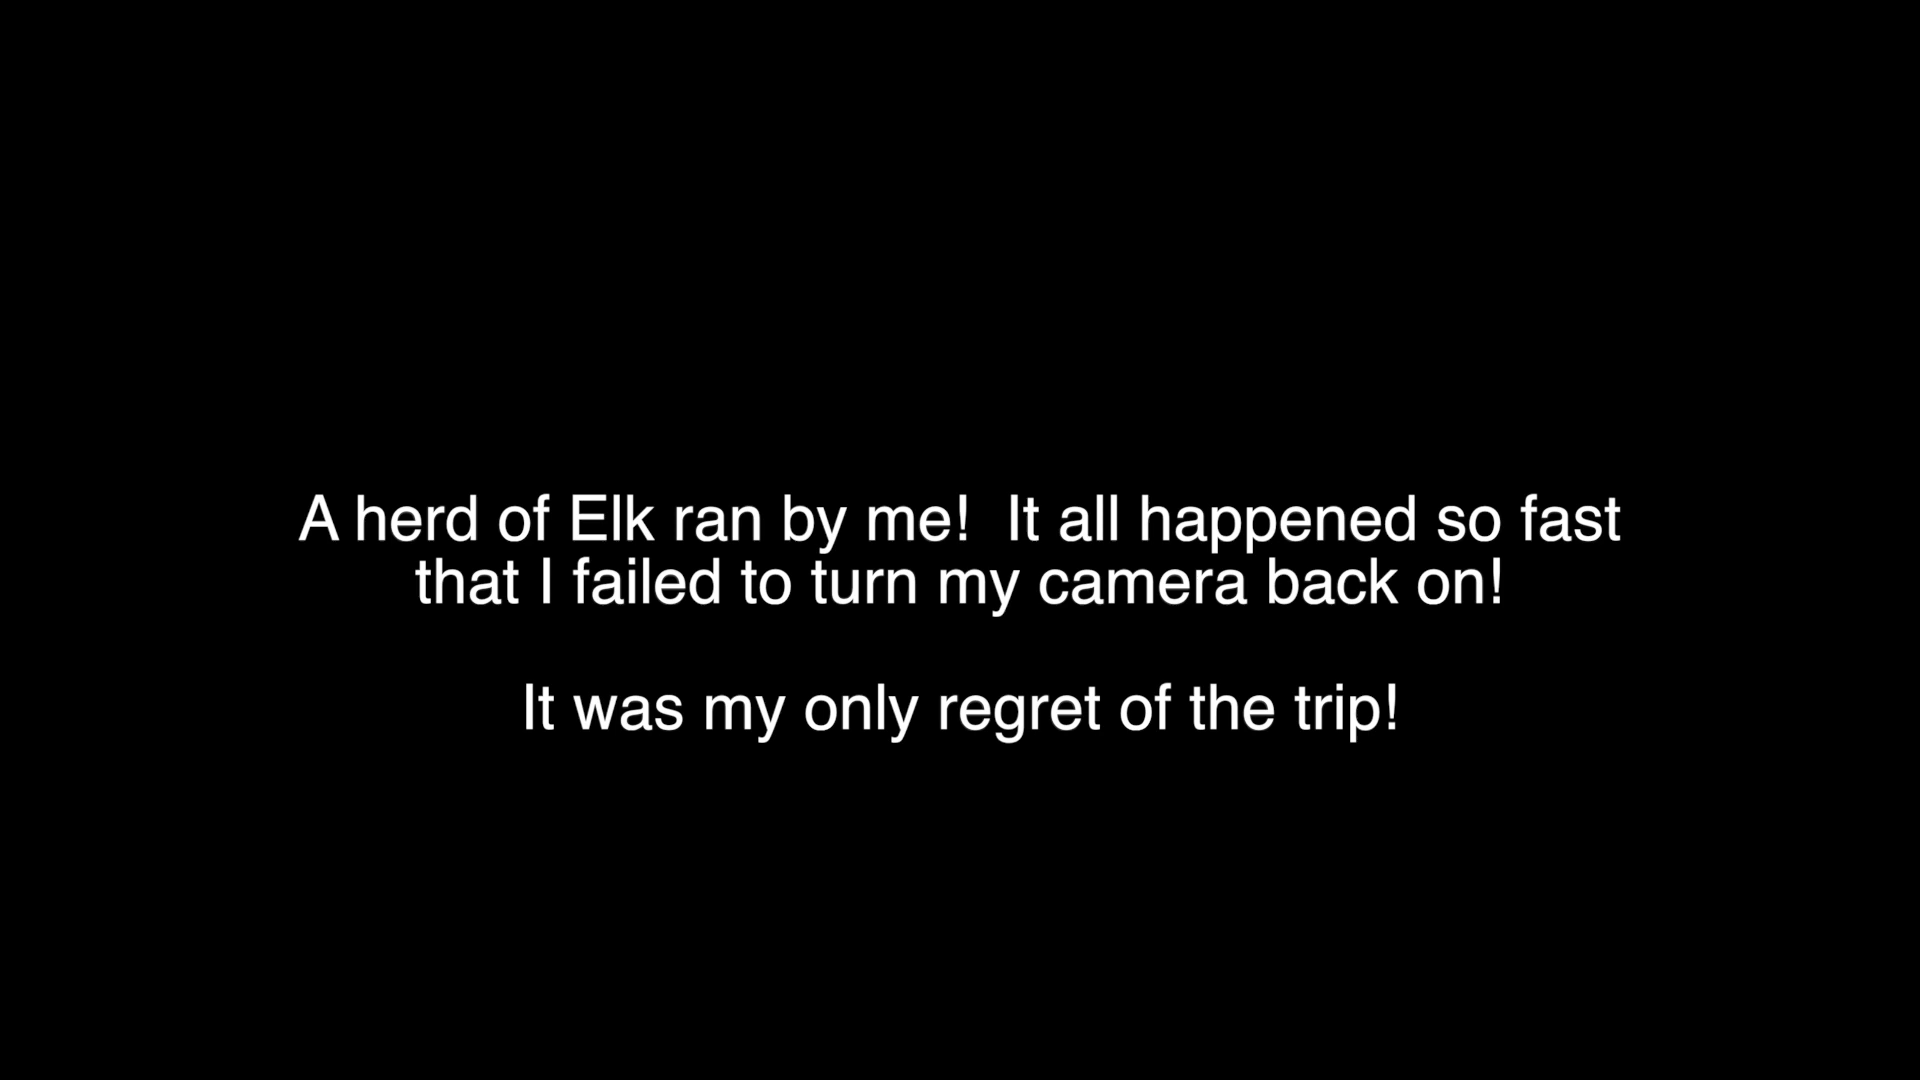 A herd of Elk ran by me!  It all happened so fast
that I failed to turn my camera back on!
It was my only regret of the trip!